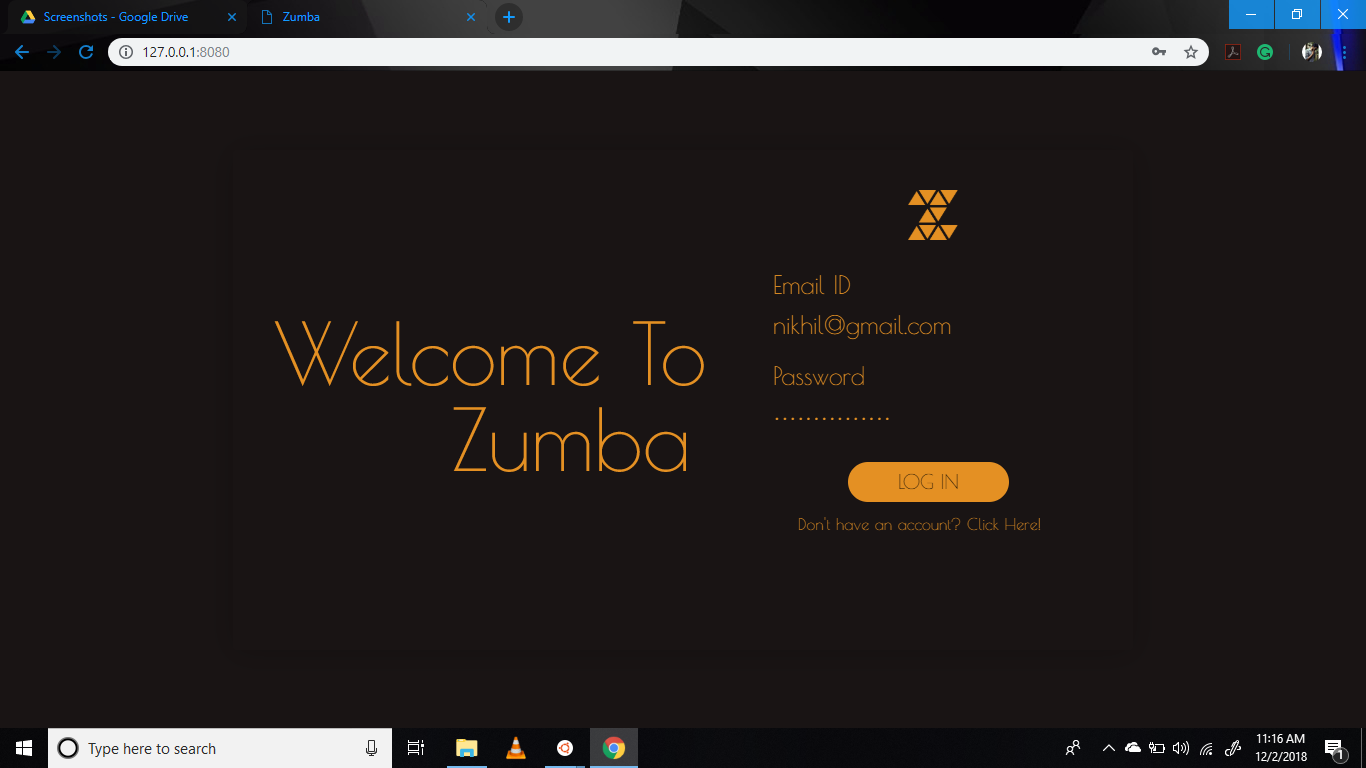 Screenshots - Google Drive
Zumba
127.0.0.1:8080
Welcome To
Zumba
Email ID
nikhil@gmail.com
Password
...............
LOG IN
Don't have an account? Click Here!
Type here to search
11:16 AM
12/2/2018
1